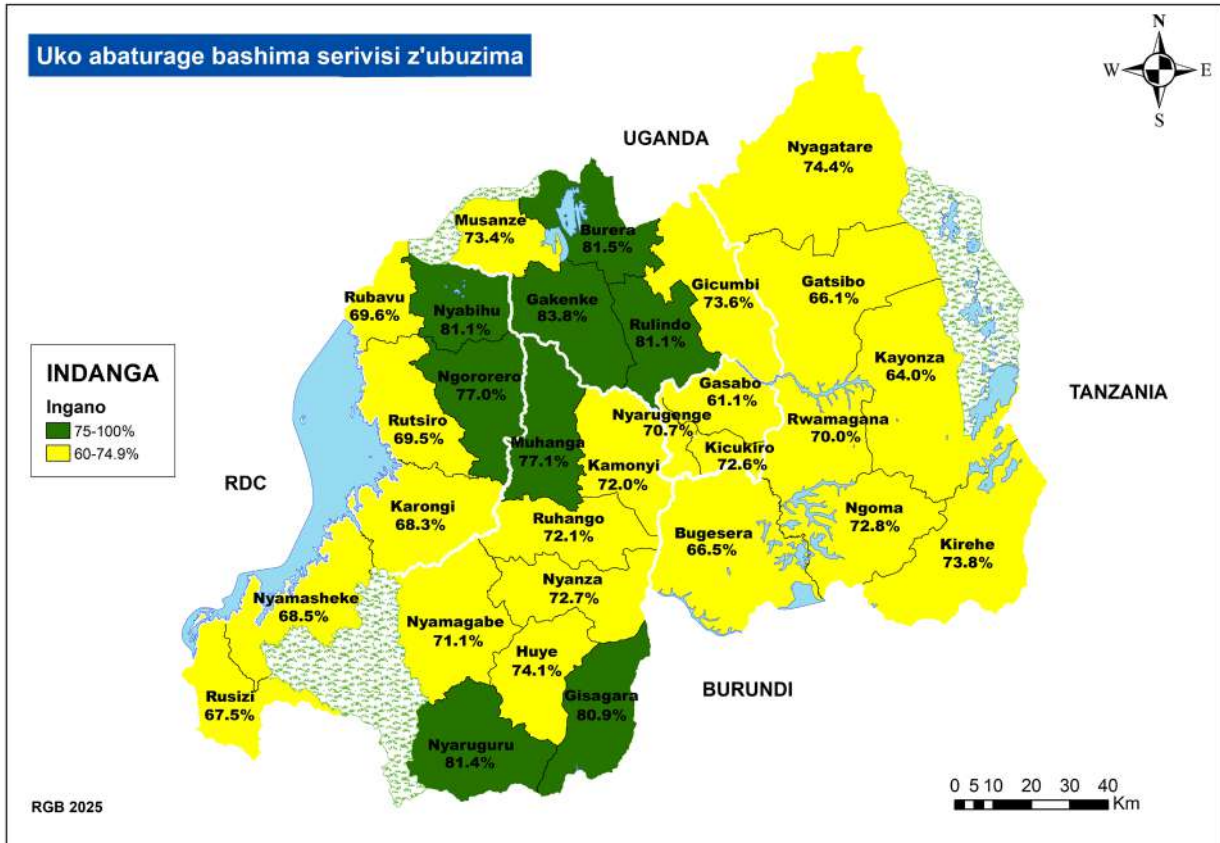 Uko abaturage bashima serivisi z'ubuzima
N
W
E
S
UGANDA
Nyagatare
74.4%
Musanze
73.4%
Burera
81.5%
Gicumbi
73.6%
Gatsibo
66.1%
Rubavu
69.6%
Nyabihu
81.1%
Gakenke
83.8%
Rulindo
81.1%
Kayonza
64.0%
INDANGA
Ingano
75-100%
60-74.9%
Ngororero
77.0%
Gasabo
61.1%
TANZANIA
Rutsiro
69.5%
Nyarugenge
70.7%
Rwamagana
70.0%
Muhanga
77.1%
Kicukiro
72.6%
Kamonyi
72.0%
RDC
Karongi
68.3%
Ruhango
72.1%
Bugesera
66.5%
Ngoma
72.8%
Kirehe
73.8%
Nyamasheke
68.5%
Nyanza
72.7%
Nyamagabe
71.1%
Huye
74.1%
BURUNDI
Gisagara
80.9%
Rusizi
67.5%
Nyaruguru
81.4%
RGB 2025
0 5 10 20 30 40
Km